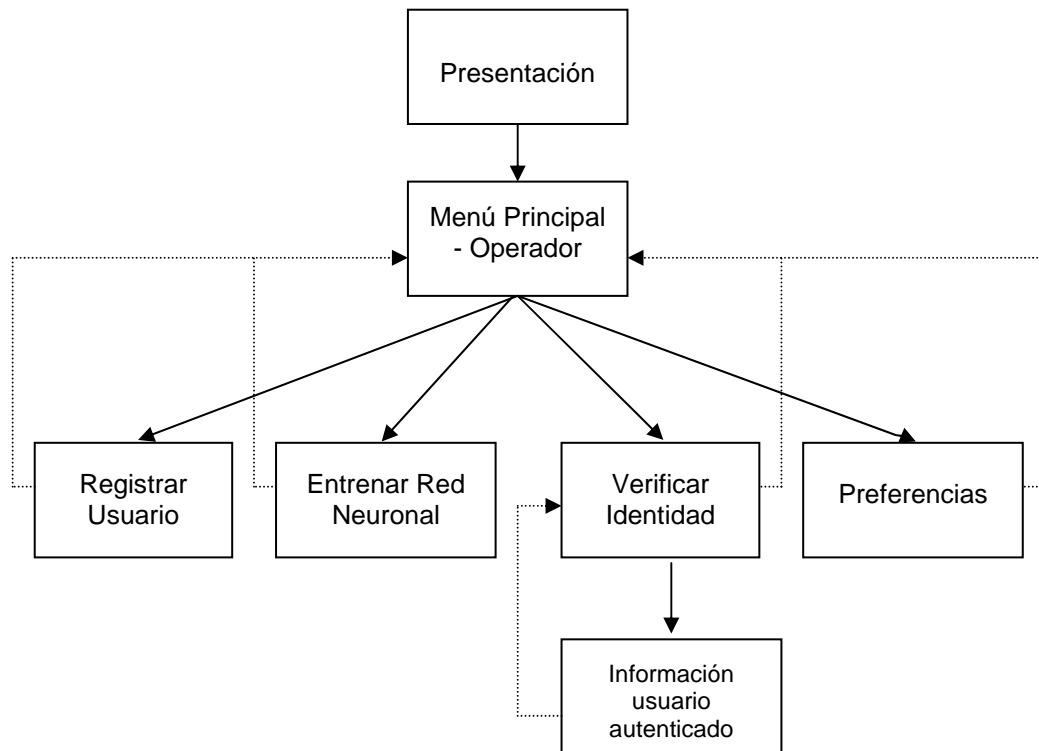 Presentación
Menú Principal
- Operador
Registrar
Usuario
Entrenar Red
Neuronal
Verificar
Identidad
Preferencias
Información
usuario
autenticado